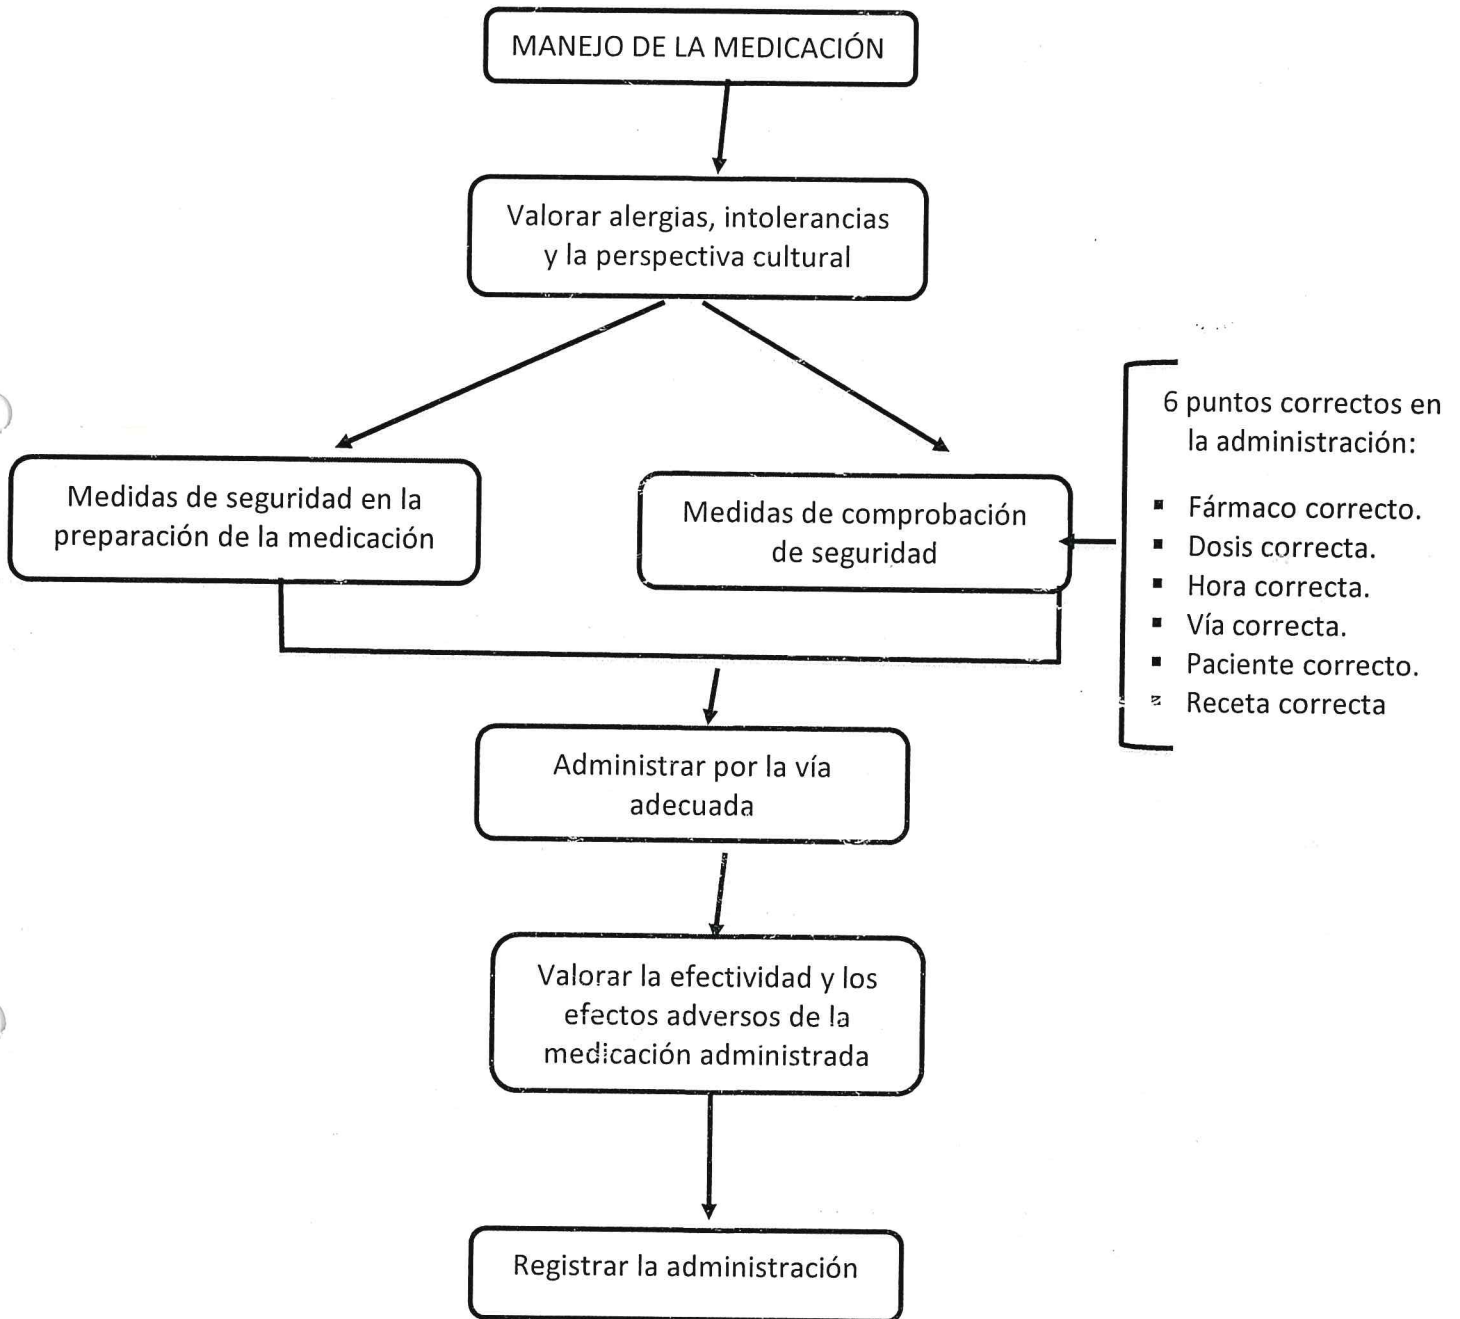 MANEJO DE LA MEDICACIÓN
Valorar alergias, intolerancias
y la perspectiva cultural
Medidas de seguridad en la
preparación de la medicación
Medidas de comprobación
de seguridad
6 puntos correctos en
la administración:
▪ Fármaco correcto.
▪ Dosis correcta.
▪ Hora correcta.
▪ Vía correcta.
▪ Paciente correcto.
▪ Receta correcta
Administrar por la vía
adecuada
Valorar la efectividad y los
efectos adversos de la
medicación administrada
Registrar la administración